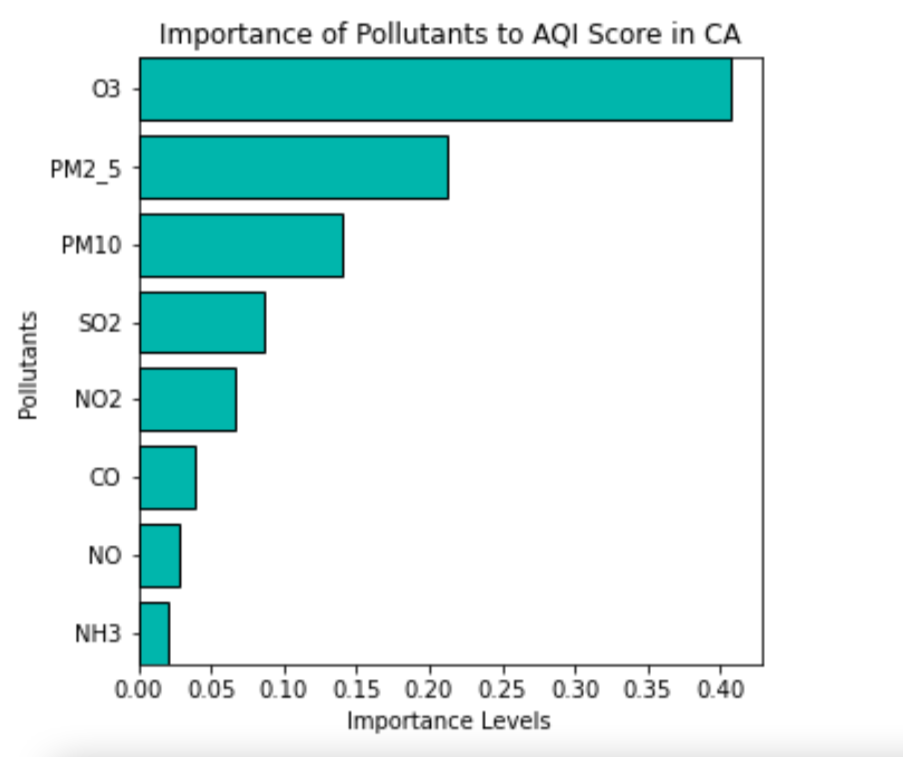 Importance of Pollutants to AQI Score in CA
O3
PM2_5
PM10
SO2
NO2
CO
NO
NH3
Pollutants
0.00 0.05 0.10 0.15 0.20 0.25 0.30 0.35 0.40
Importance Levels